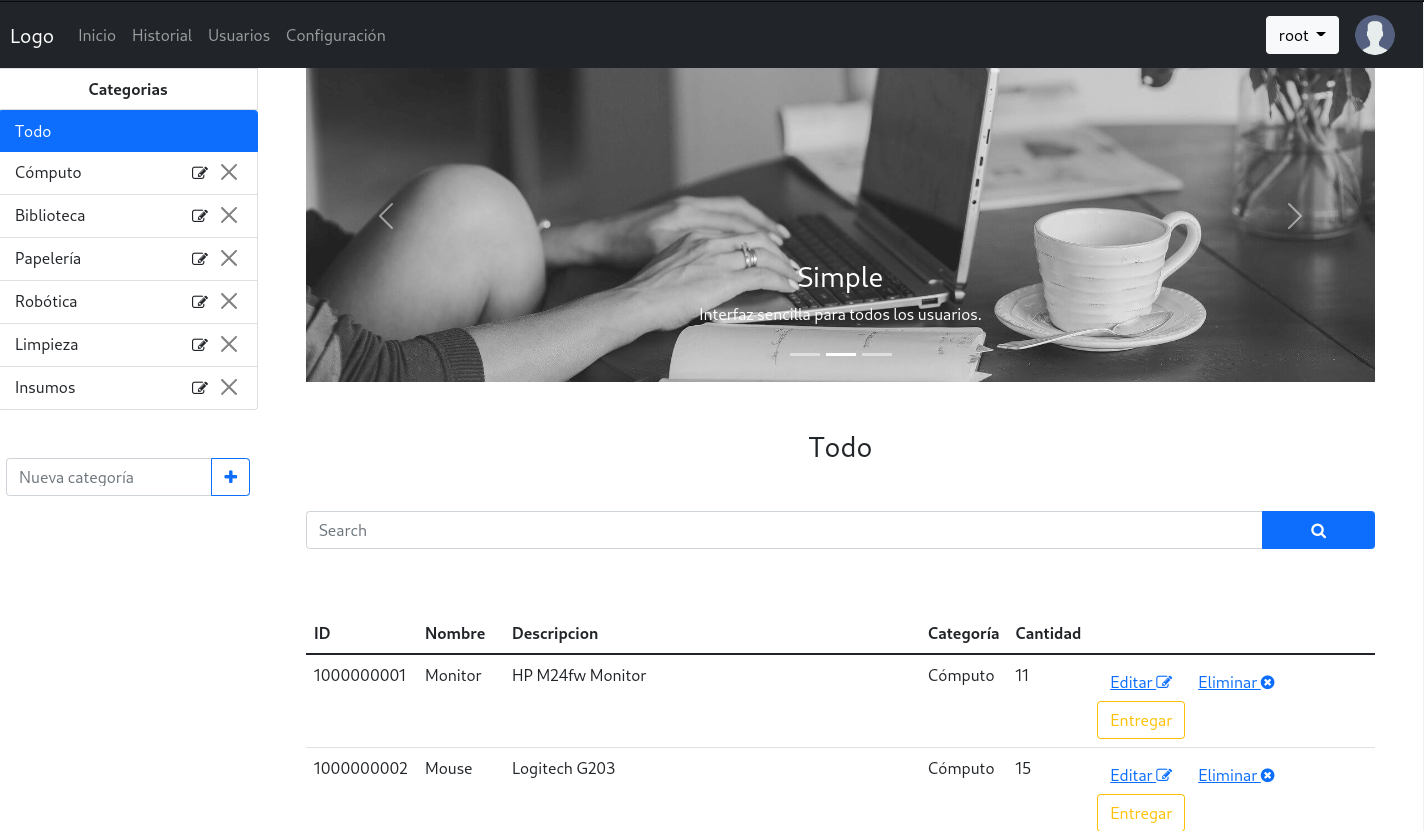 Logo Inicio Historial Usuarios Configuración root
Categorias
Todo
Cómputo
Biblioteca
Papelería
Robótica
Limpieza
Insumos
Nueva categoría
Simple
Interfaz sencilla para todos los usuarios.
Todo
Search
ID Nombre Descripcion Categoría Cantidad
1000000001 Monitor HP M24fw Monitor Cómputo 11 Editar Eliminar
Entregar
1000000002 Mouse Logitech G203 Cómputo 15 Editar Eliminar
Entregar